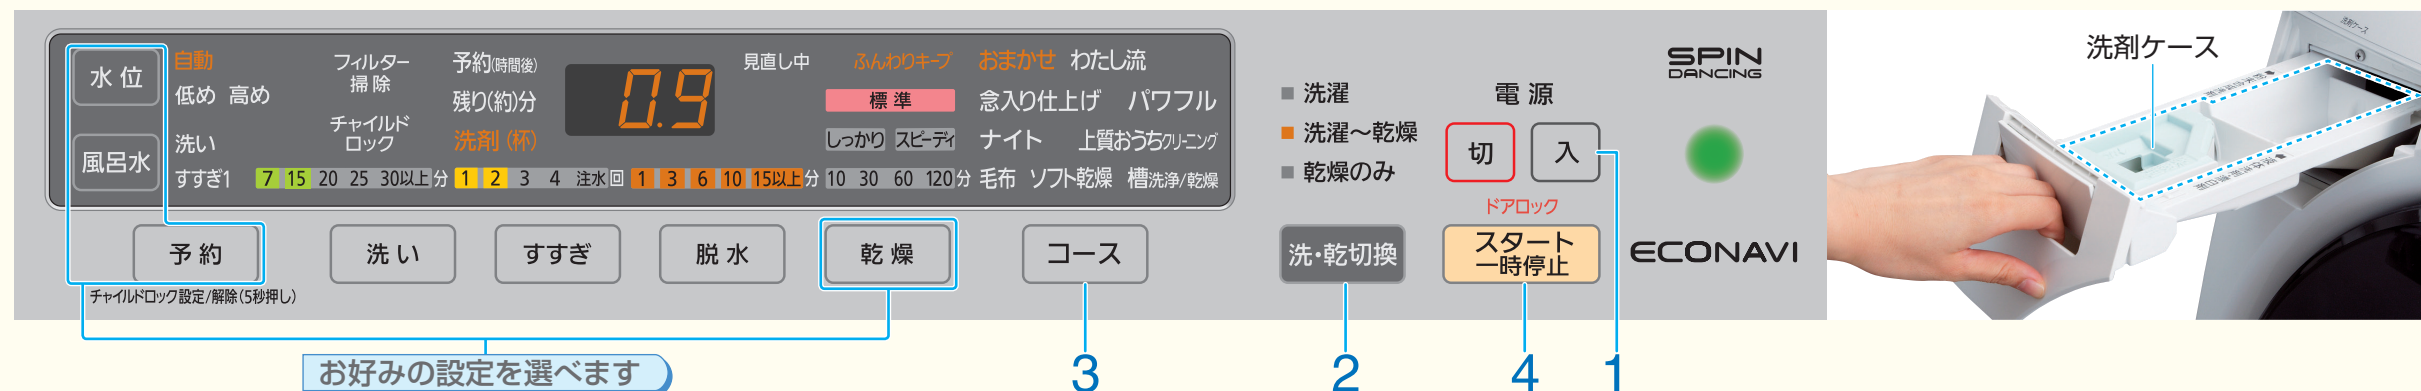 水位
自動
低め 高め
風呂水
洗い
すすぎ1
フィルター
掃除
チャイルド
ロック
予約(時間後)
残り(約)分
洗剤(杯)
0.9
見直し中
ふんわりキープ
標準
しっかり スピーディ
おまかせ わたし流
念入り仕上げ パワフル
ナイト 上質おうちクリーニング
7 15 20 25 30以上 分 1 2 3 4 注水 回 1 3 6 10 15以上 分 10 30 60 120 分 毛布 ソフト乾燥 槽洗浄/乾燥
予約
洗い
すすぎ
脱水
乾燥
コース
チャイルドロック設定/解除(5秒押し)
お好みの設定を選べます
洗濯
洗濯～乾燥
乾燥のみ
電源
切
入
ドアロック
洗・乾切換
スタート
一時停止
SPIN
DANCING
ECONAVI
3
2
4
1
洗剤ケース